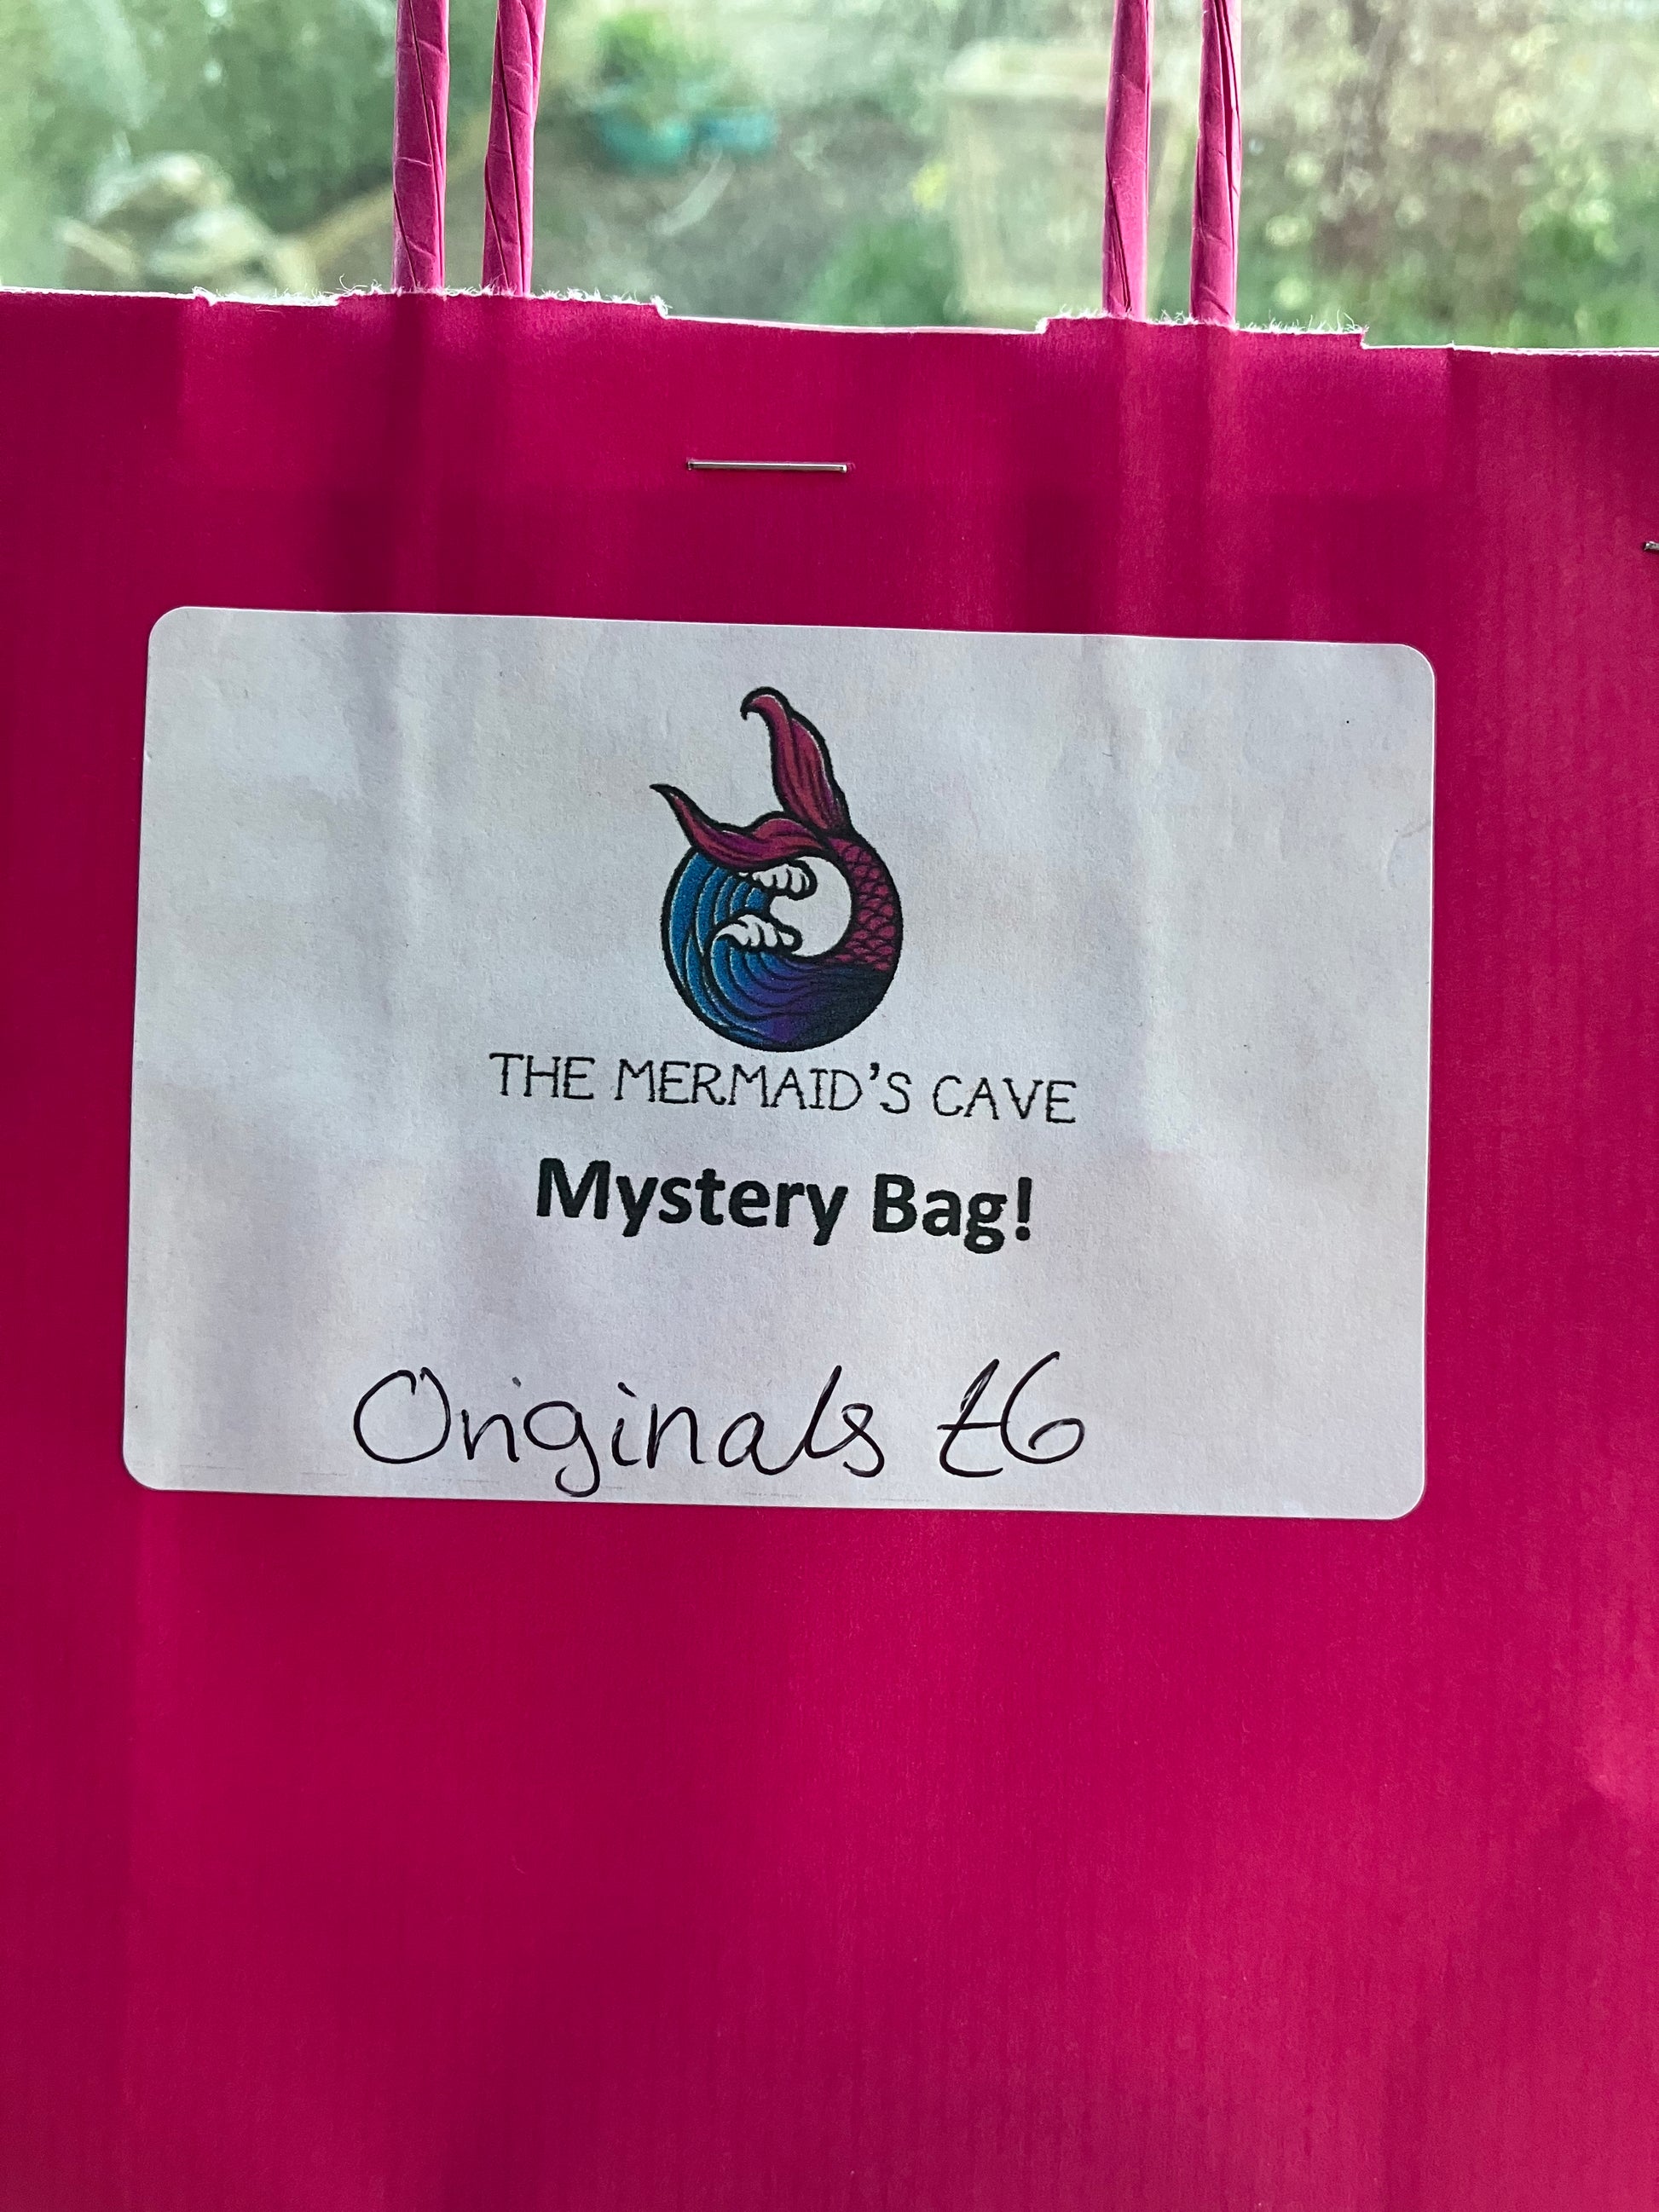 THE MERMAID'S CAVE
Mystery Bag!
Originals £6